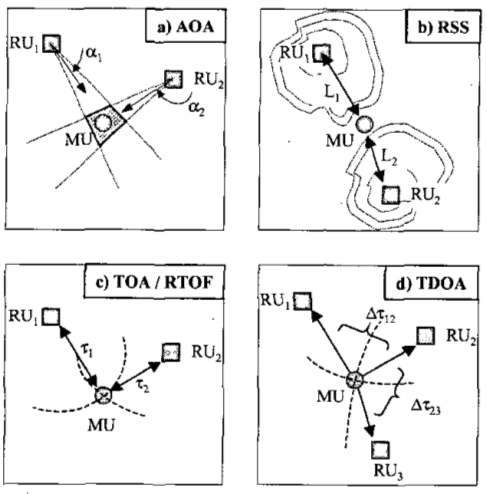 a) AOA
RU1
α1
RU2
α2
MU
b) RSS
RU1
L1
MU
L2
RU2
c) TOA / RTOF
RU1
τ1
RU2
τ2
MU
d) TDOA
RU1
Δτ12
RU2
MU
Δτ23
RU3